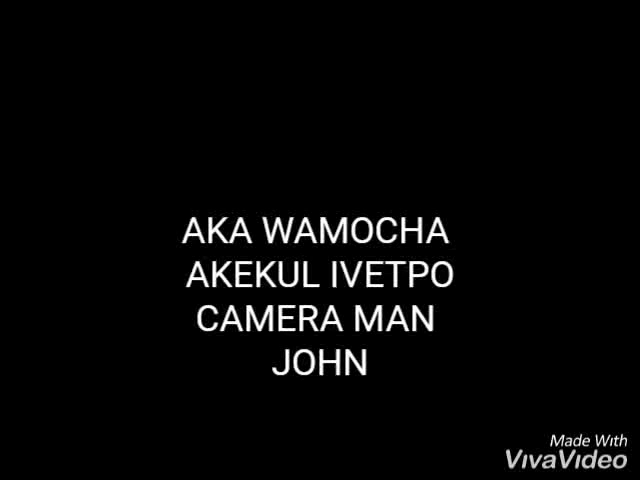 AKA WAMOCHA
AKEKUL IVETPO
CAMERA MAN
JOHN
Made With
VivaVideo